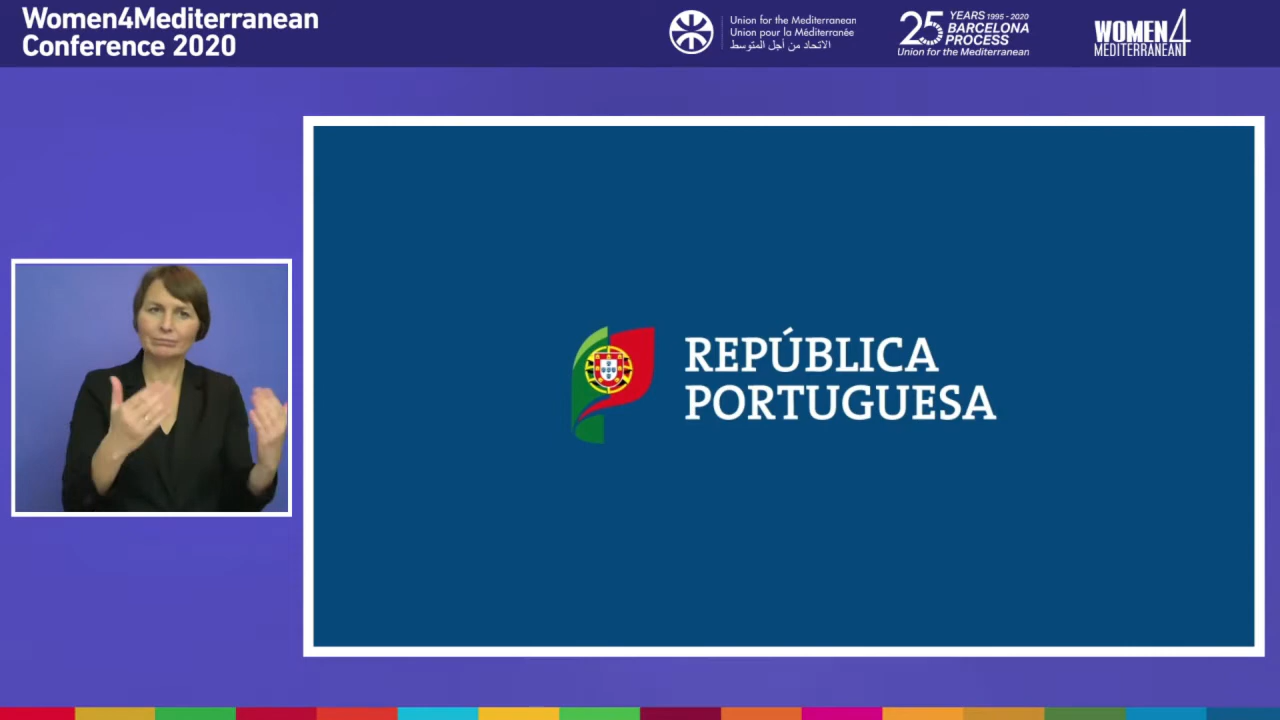 Women4Mediterranean
Conference 2020
Union for the Mediterranean
Union pour la Méditerranée
الاتحاد من أجل المتوسط
25 YEARS 1995 - 2020
BARCELONA
PROCESS
Union for the Mediterranean
WOMEN4
MEDITERRANEAN
REPÚBLICA
PORTUGUESA